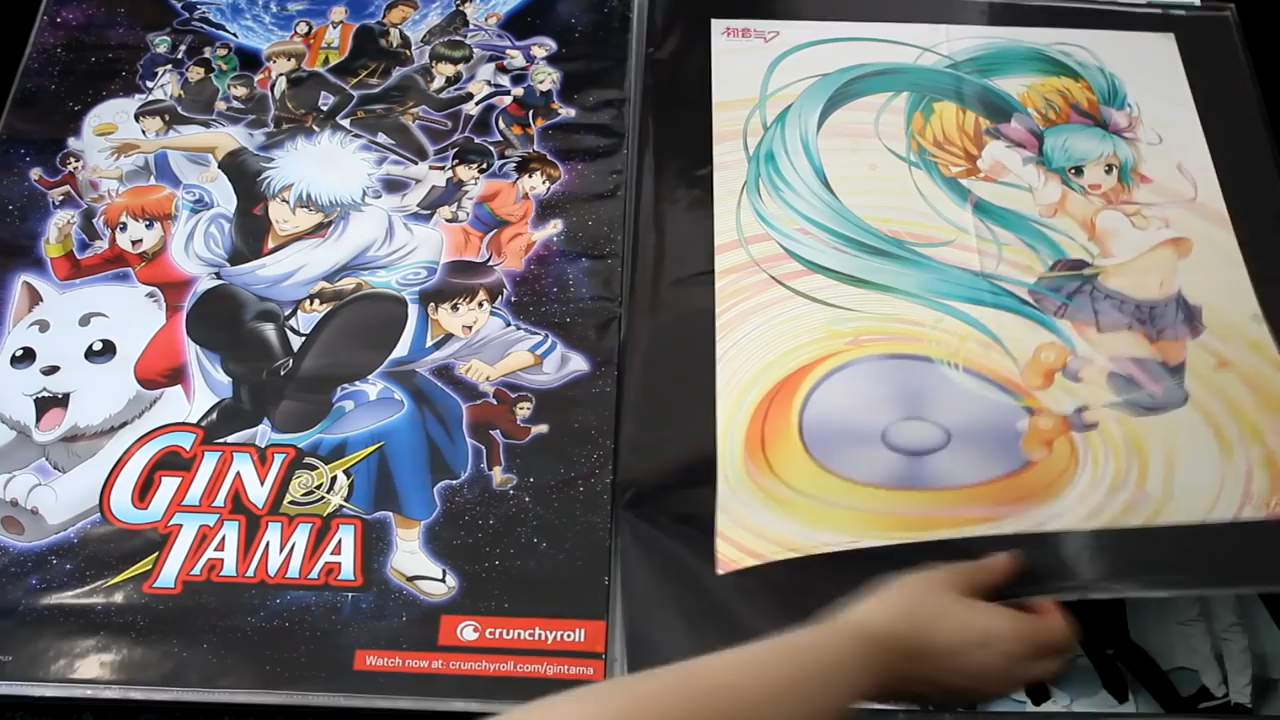 GIN
TAMA
crunchyroll
Watch now at: crunchyroll.com/gintama
初音ミク